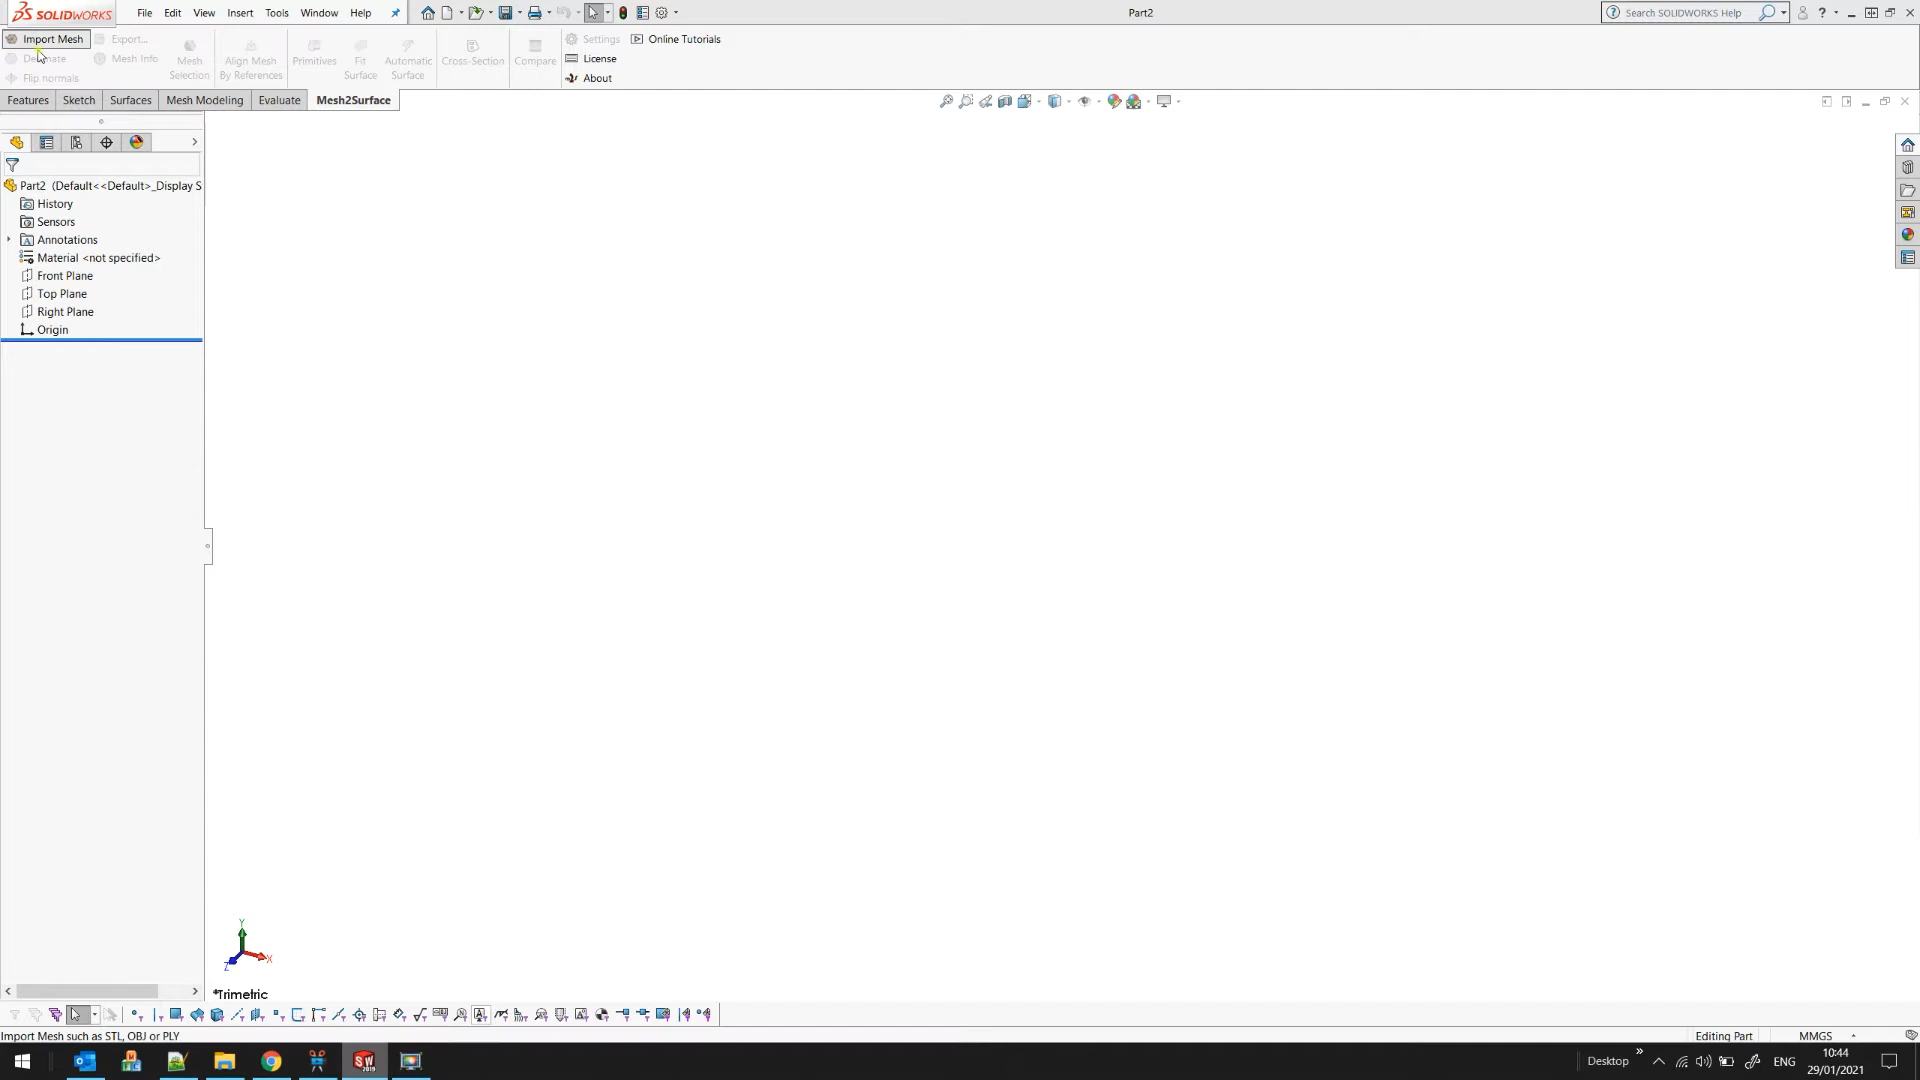 SOLIDWORKS File Edit View Insert Tools Window Help Part2 Search SOLIDWORKS Help
Import Mesh Export... Settings Online Tutorials
Decimate Mesh Info License
Flip normals About
Mesh Selection
Align Mesh By References
Primitives
Fit Surface
Automatic Surface
Cross-Section
Compare
Features Sketch Surfaces Mesh Modeling Evaluate Mesh2Surface
Part2 (Default<<Default>_Display S
History
Sensors
Annotations
Material <not specified>
Front Plane
Top Plane
Right Plane
Origin
Y
X
Z
*Trimetric
Import Mesh such as STL, OBJ or PLY Editing Part MMGS
Desktop » ENG 10:44
29/01/2021